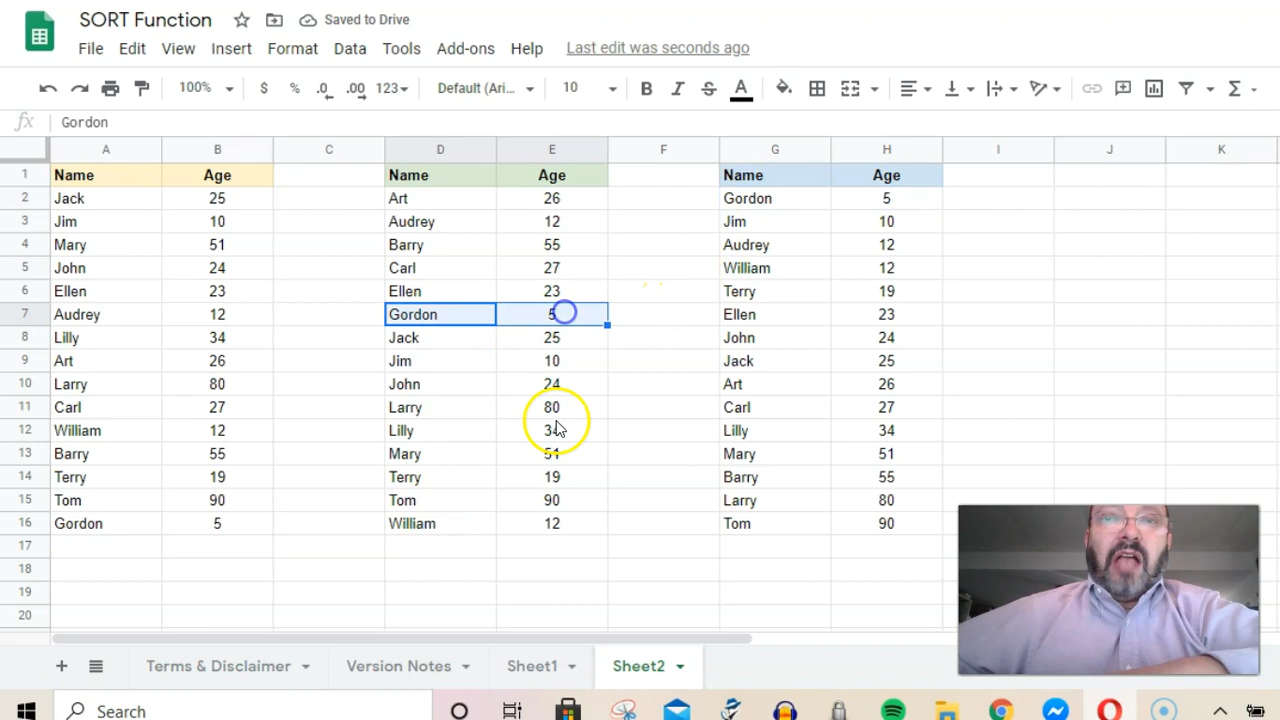 SORT Function Saved to Drive
File Edit View Insert Format Data Tools Add-ons Help Last edit was seconds ago
100% $ % .0 .00 123 Default (Ari... 10 B I S A Σ
fx Gordon
A B C D E F G H I J K
1 Name Age Name Age Name Age
2 Jack 25 Art 26 Gordon 5
3 Jim 10 Audrey 12 Jim 10
4 Mary 51 Barry 55 Audrey 12
5 John 24 Carl 27 William 12
6 Ellen 23 Ellen 23 Terry 19
7 Audrey 12 Gordon 5 Ellen 23
8 Lilly 34 Jack 25 John 24
9 Art 26 Jim 10 Jack 25
10 Larry 80 John 24 Art 26
11 Carl 27 Larry 80 Carl 27
12 William 12 Lilly 34 Lilly 34
13 Barry 55 Mary 51 Mary 51
14 Terry 19 Terry 19 Barry 55
15 Tom 90 Tom 90 Larry 80
16 Gordon 5 William 12 Tom 90
17
18
19
20
+ Terms & Disclaimer Version Notes Sheet1 Sheet2
Search